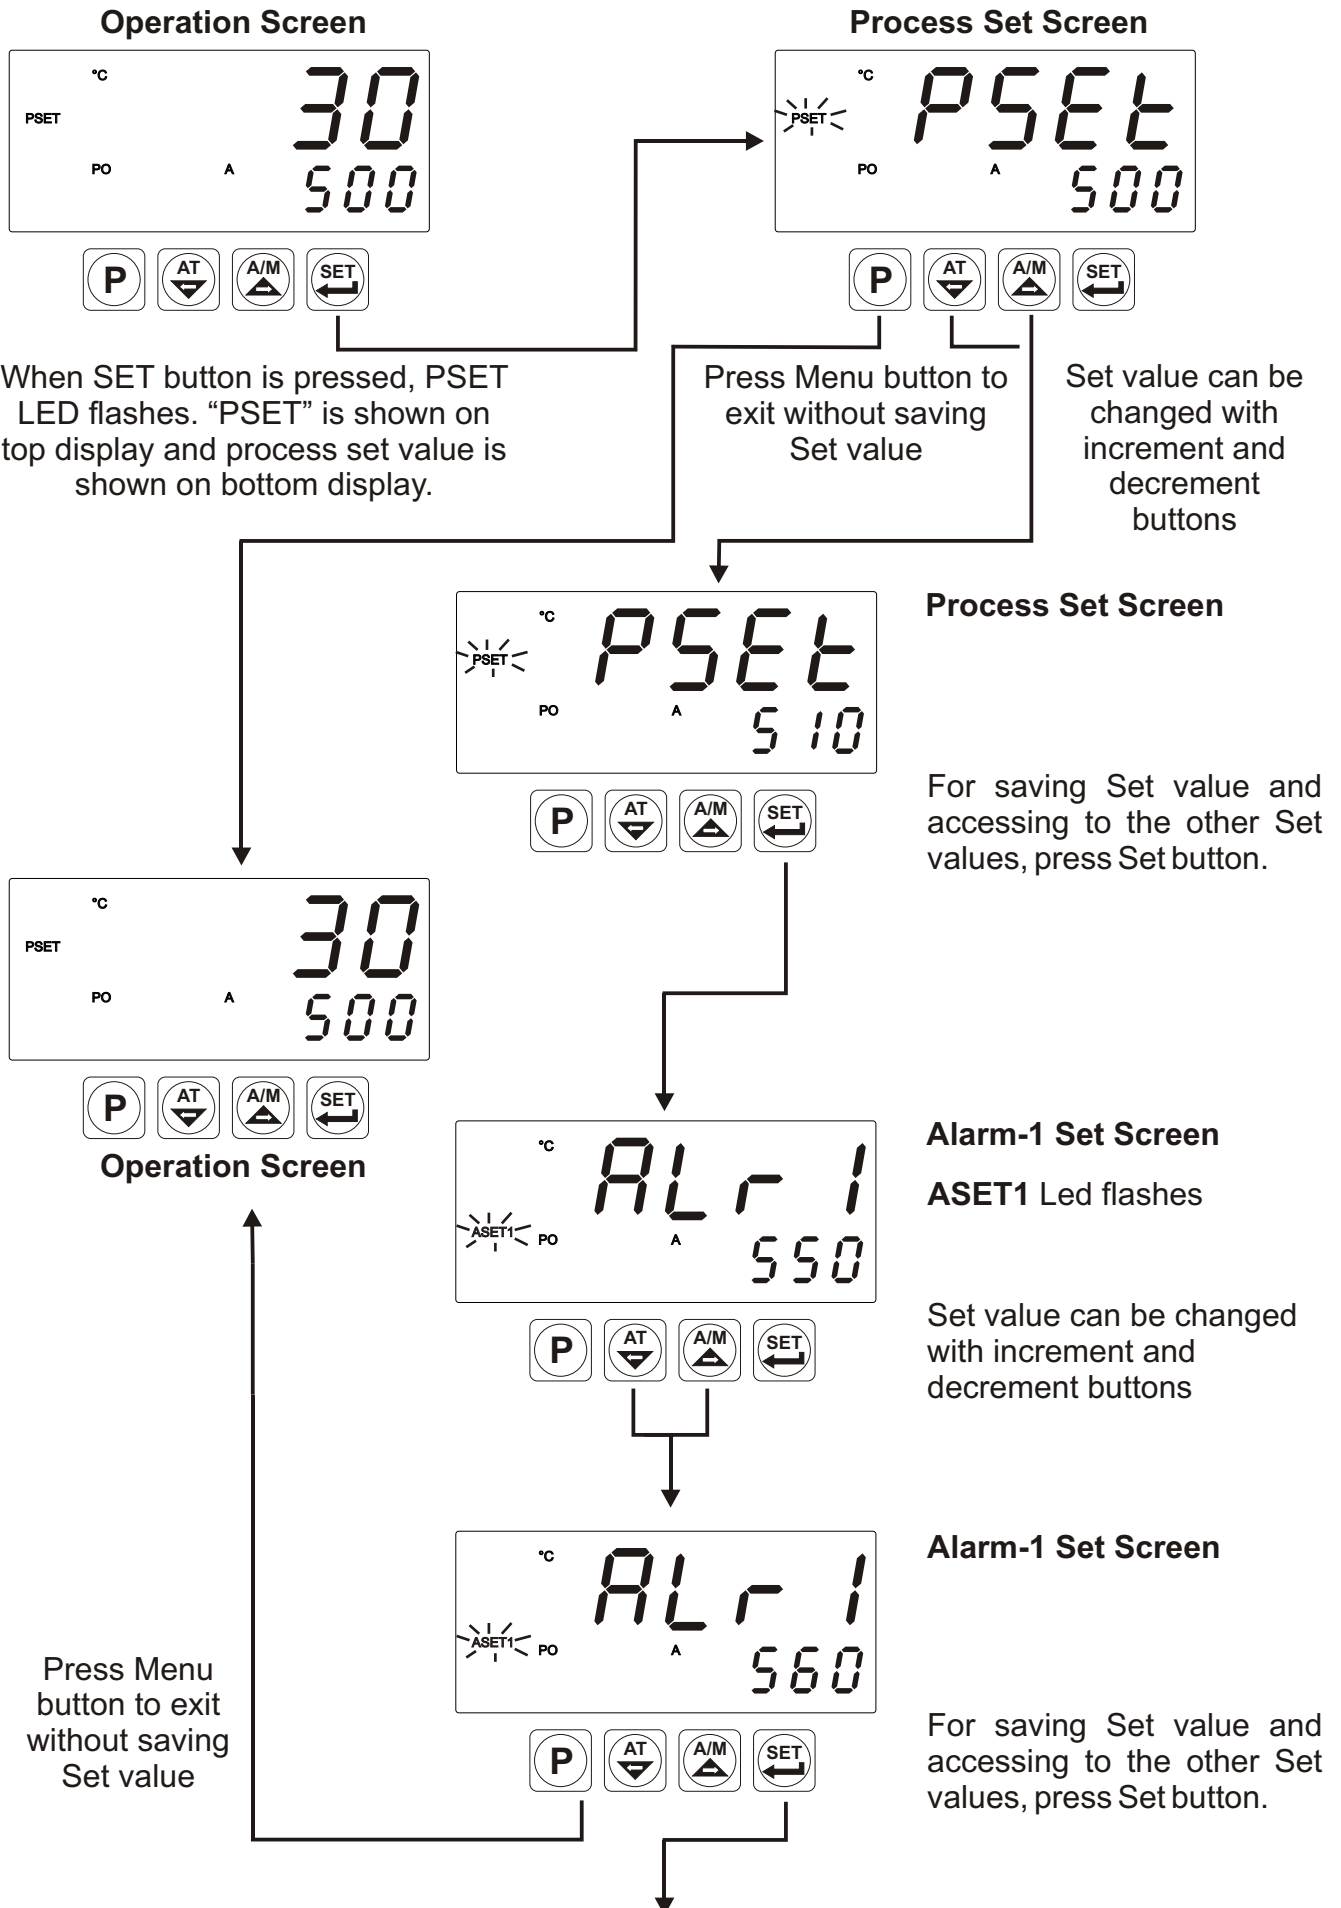 Operation Screen
°C
30
PSET
PO A
500
P AT A/M SET
When SET button is pressed, PSET
LED flashes. “PSET” is shown on
top display and process set value is
shown on bottom display.
Process Set Screen
°C
PSEt
PSET
PO A
500
P AT A/M SET
Press Menu button to
exit without saving
Set value
Set value can be
changed with
increment and
decrement
buttons
°C
PSEt
PSET
PO A
510
P AT A/M SET
Process Set Screen
For saving Set value and
accessing to the other Set
values, press Set button.
°C
30
PSET
PO A
500
P AT A/M SET
Operation Screen
°C
ALr 1
ASET1 PO A
550
P AT A/M SET
Alarm-1 Set Screen
ASET1 Led flashes
Set value can be changed
with increment and
decrement buttons
°C
ALr 1
ASET1 PO A
560
P AT A/M SET
Alarm-1 Set Screen
Press Menu
button to exit
without saving
Set value
For saving Set value and
accessing to the other Set
values, press Set button.